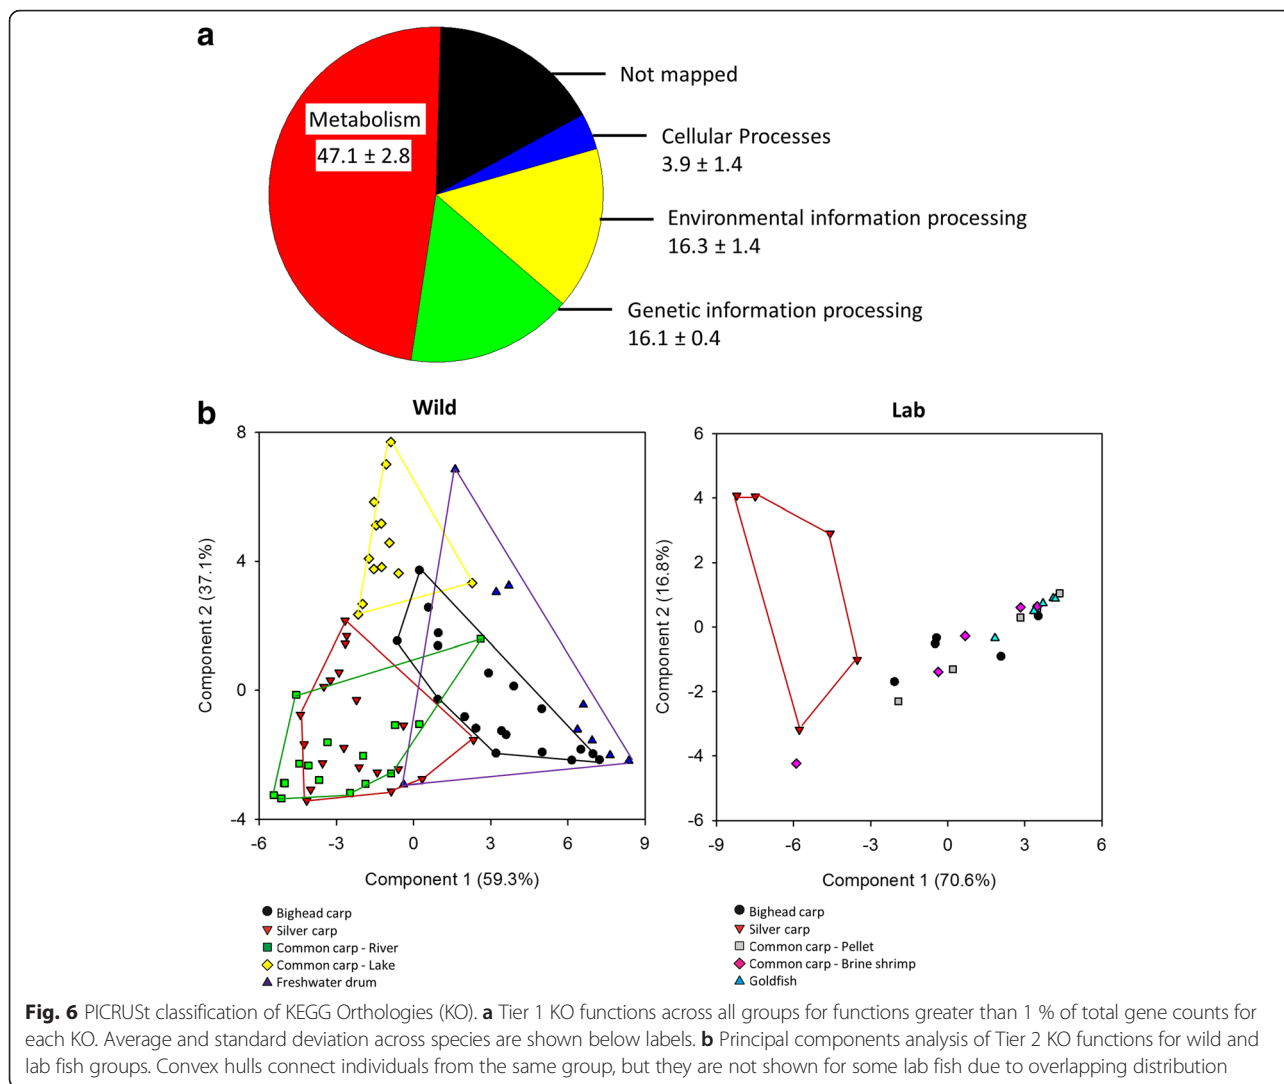 a
Not mapped
Metabolism
47.1 ± 2.8
Cellular Processes
3.9 ± 1.4
Environmental information processing
16.3 ± 1.4
Genetic information processing
16.1 ± 0.4
b
Wild
8
4
0
-4
-6
-3
0
3
6
9
Component 2 (37.1%)
Component 1 (59.3%)
Bighead carp
Silver carp
Common carp - River
Common carp - Lake
Freshwater drum
Lab
6
4
2
0
-2
-4
-6
-9
-6
-3
0
3
6
Component 2 (16.8%)
Component 1 (70.6%)
Bighead carp
Silver carp
Common carp - Pellet
Common carp - Brine shrimp
Goldfish
Fig. 6 PICRUSt classification of KEGG Orthologies (KO). a Tier 1 KO functions across all groups for functions greater than 1 % of total gene counts for
each KO. Average and standard deviation across species are shown below labels. b Principal components analysis of Tier 2 KO functions for wild and
lab fish groups. Convex hulls connect individuals from the same group, but they are not shown for some lab fish due to overlapping distribution